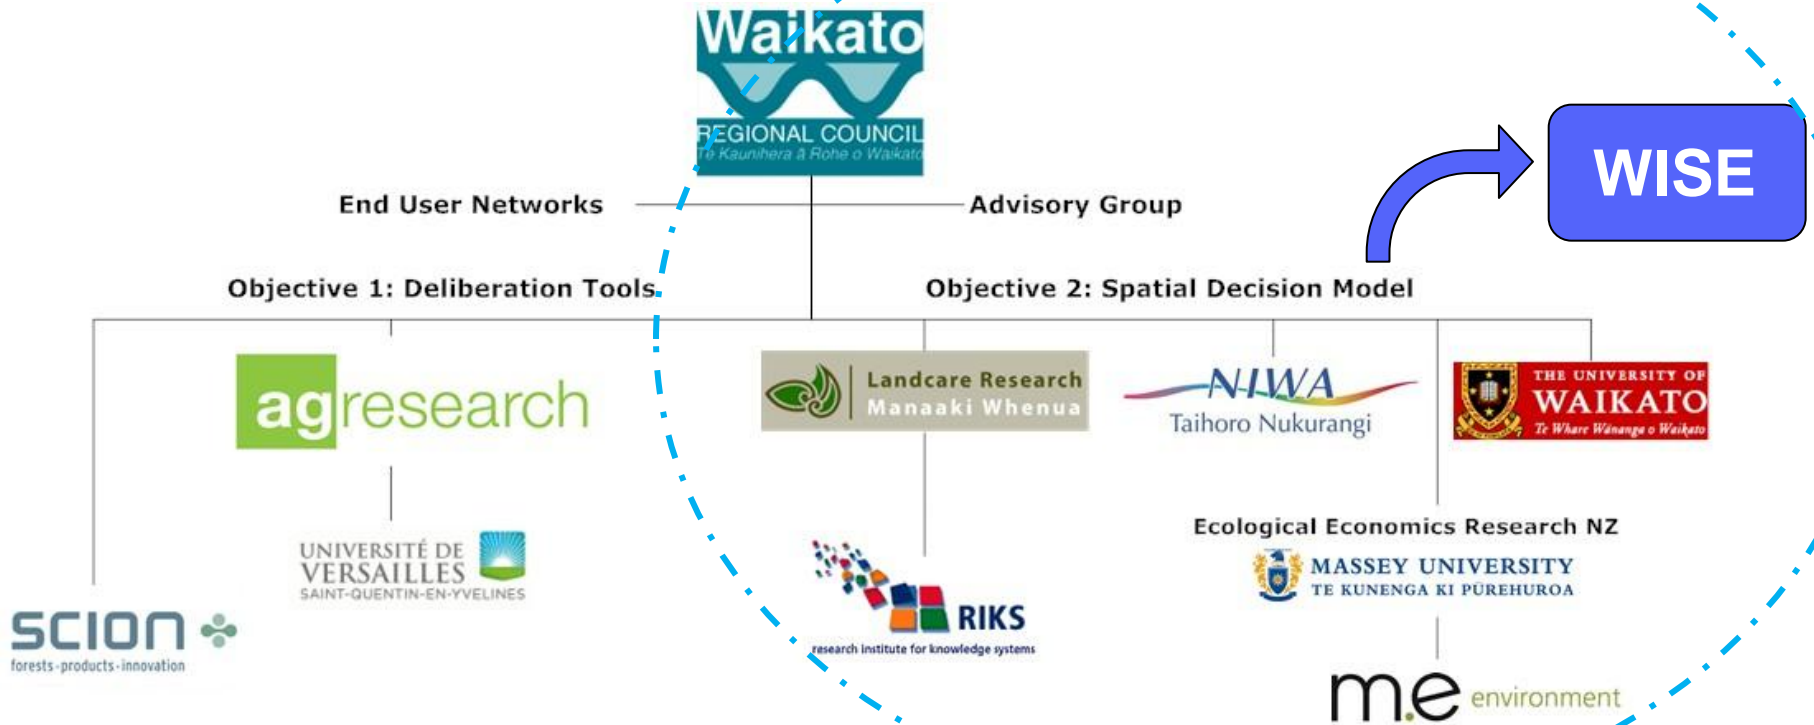 Waikato
REGIONAL COUNCIL
Te Kaunihera ā Rohe o Waikato
WISE
End User Networks
Advisory Group
Objective 1: Deliberation Tools
Objective 2: Spatial Decision Model
agresearch
Landcare Research
Manaaki Whenua
N-I-WA
Taihoro Nukurangi
THE UNIVERSITY OF
WAIKATO
Te Whare Wānanga o Waikato
UNIVERSITÉ DE
VERSAILLES
SAINT-QUENTIN-EN-YVELINES
Ecological Economics Research NZ
MASSEY UNIVERSITY
TE KUNENGA KI PŪREHUROA
SCION
forests-products-innovation
RIKS
research institute for knowledge systems
m.e environment